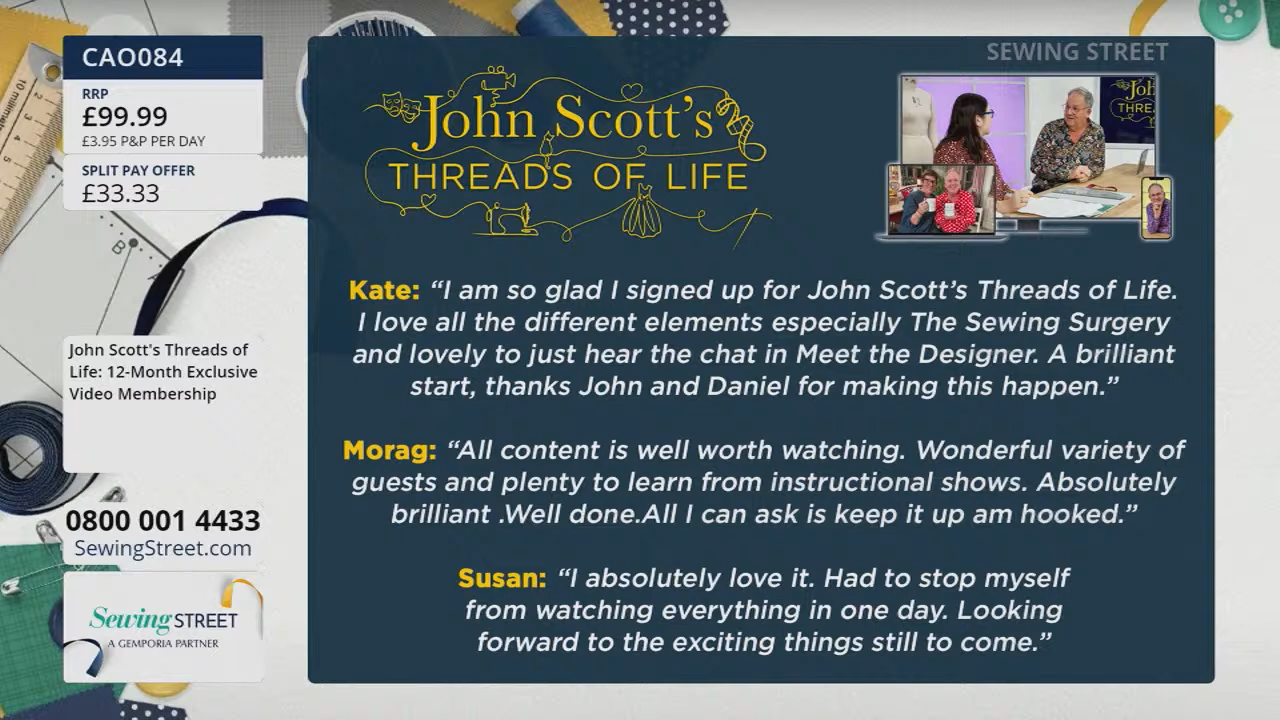 CAO084
RRP
£99.99
£3.95 P&P PER DAY
SPLIT PAY OFFER
£33.33
John Scott's Threads of
Life: 12-Month Exclusive
Video Membership
0800 001 4433
SewingStreet.com
Sewing STREET
A GEMPORIA PARTNER
SEWING STREET
John Scott's
THREADS OF LIFE
Kate: “I am so glad I signed up for John Scott’s Threads of Life.
I love all the different elements especially The Sewing Surgery
and lovely to just hear the chat in Meet the Designer. A brilliant
start, thanks John and Daniel for making this happen.”
Morag: “All content is well worth watching. Wonderful variety of
guests and plenty to learn from instructional shows. Absolutely
brilliant .Well done.All I can ask is keep it up am hooked.”
Susan: “I absolutely love it. Had to stop myself
from watching everything in one day. Looking
forward to the exciting things still to come.”